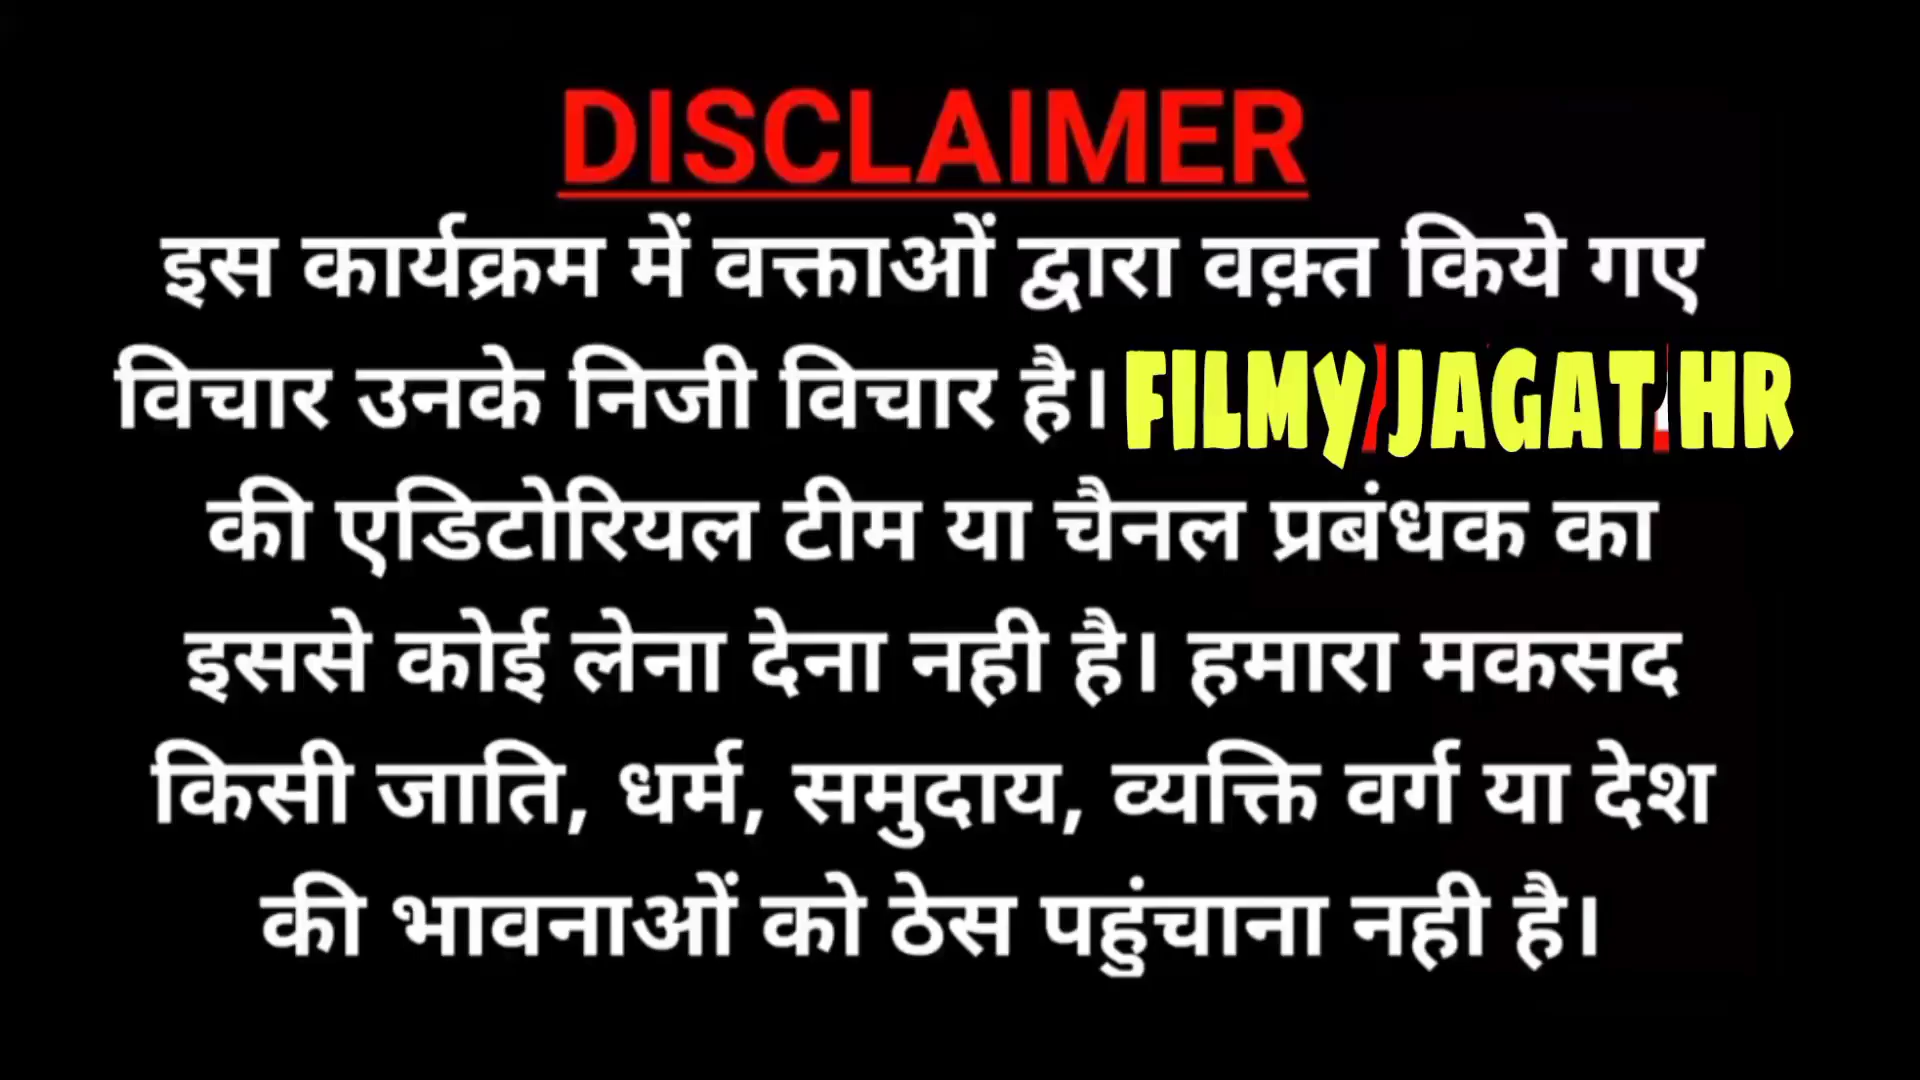 DISCLAIMER
इस कार्यक्रम में वक्ताओं द्वारा वक़्त किये गए
विचार उनके निजी विचार है। FILMY JAGAT HR
की एडिटोरियल टीम या चैनल प्रबंधक का
इससे कोई लेना देना नही है। हमारा मकसद
किसी जाति, धर्म, समुदाय, व्यक्ति वर्ग या देश
की भावनाओं को ठेस पहुंचाना नही है।